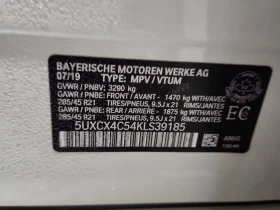 BAYERISCHE MOTOREN WERKE AG
07/19 TYPE: MPV / VTUM
GVWR / PNBV: 3290 kg
GAWR / PNBE: FRONT / AVANT - 1470 kg WITH/AVEC
285/45 R21 TIRES/PNEUS, 9.5J x 21 RIMS/JANTES
GAWR / PNBE: REAR / ARRIERE - 1875 kg WITH/AVEC
285/45 R21 TIRES/PNEUS, 9.5J x 21 RIMS/JANTES
EC
5UXCX4C54KLS39185
A96/0